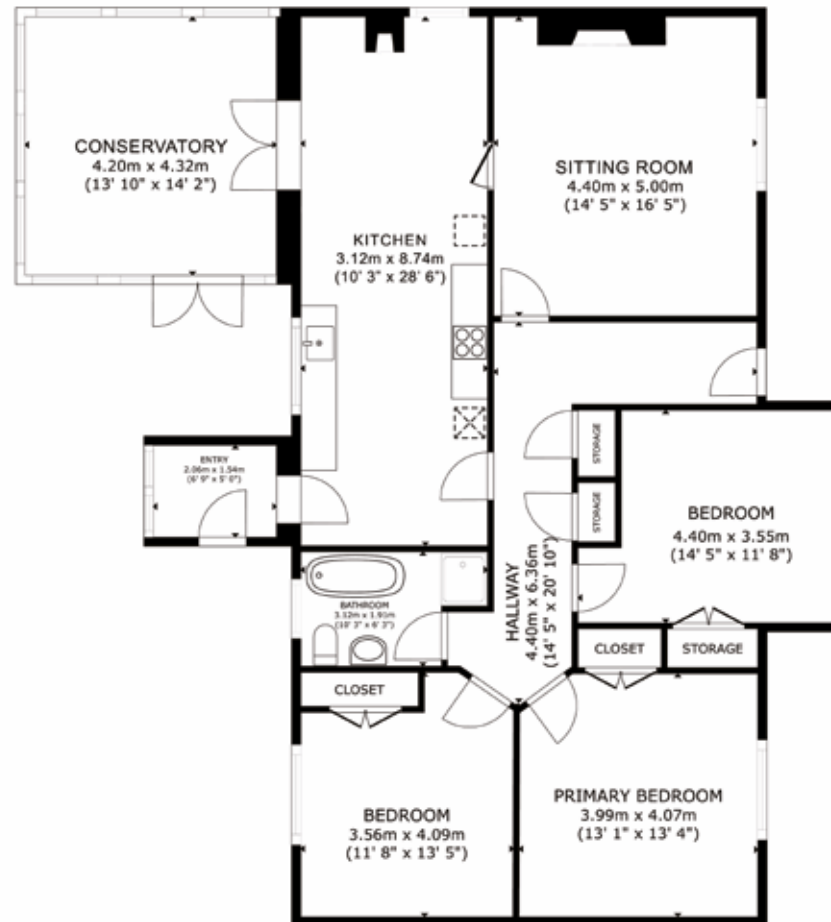 CONSERVATORY
4.20m x 4.32m
(13' 10" x 14' 2")
SITTING ROOM
4.40m x 5.00m
(14' 5" x 16' 5")
KITCHEN
3.12m x 8.74m
(10' 3" x 28' 6")
ENTRY
2.06m x 1.54m
(6' 9" x 5' 0")
STORAGE
STORAGE
BEDROOM
4.40m x 3.55m
(14' 5" x 11' 8")
HALLWAY
4.40m x 6.36m
(14' 5" x 20' 10")
BATHROOM
3.12m x 1.91m
(10' 3" x 6' 3")
CLOSET
STORAGE
CLOSET
BEDROOM
3.56m x 4.09m
(11' 8" x 13' 5")
PRIMARY BEDROOM
3.99m x 4.07m
(13' 1" x 13' 4")